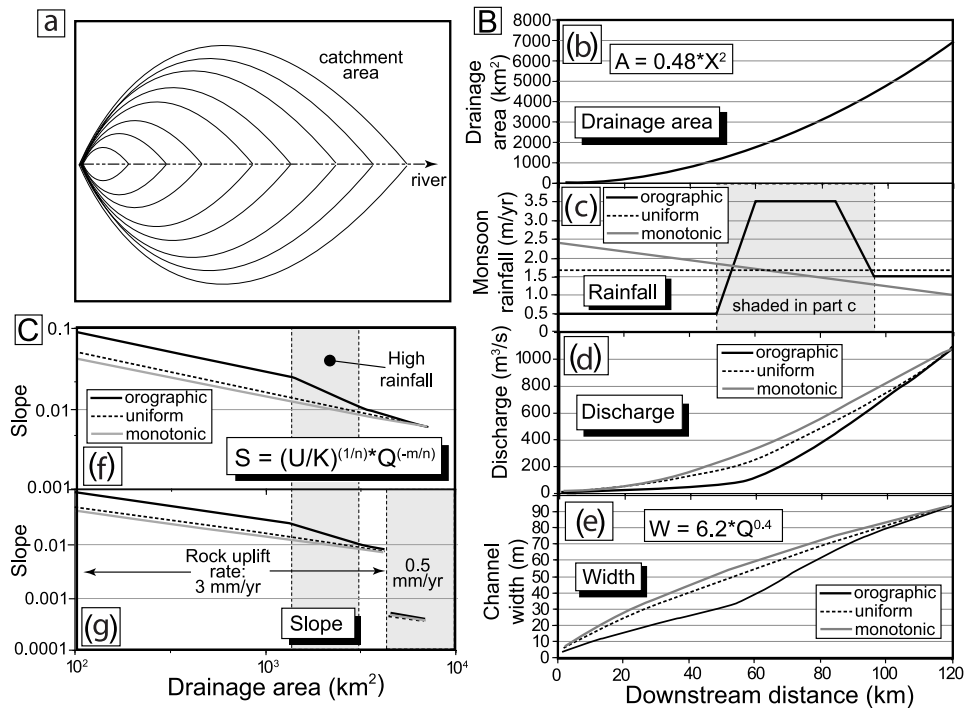 a
catchment
area
river
B
(b)
A = 0.48*X²
Drainage area
Drainage
area (km²)
8000
7000
6000
5000
4000
3000
2000
1000
0
(c)
orographic
uniform
monotonic
Rainfall
shaded in part c
Monsoon
rainfall (m/yr)
3.5
3.0
2.5
2.0
1.5
1.0
0.5
0
(d)
orographic
uniform
monotonic
Discharge
Discharge (m³/s)
1000
800
600
400
200
0
(e)
W = 6.2*Q^0.4
Width
orographic
uniform
monotonic
Channel
width (m)
90
80
70
60
50
40
30
20
10
0
0 20 40 60 80 100 120
Downstream distance (km)
C
Slope
0.1
0.01
0.001
High
rainfall
orographic
uniform
monotonic
(f)
S = (U/K)^(1/n)*Q^(-m/n)
Slope
0.01
0.001
0.0001
Rock uplift
rate:
3 mm/yr
0.5
mm/yr
(g)
Slope
10² 10³ 10⁴
Drainage area (km²)